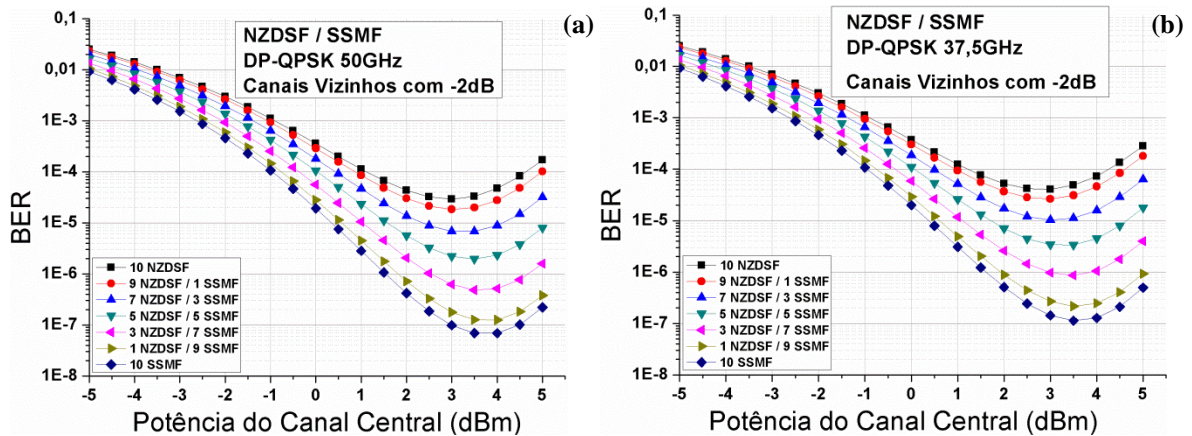 (a)
NZDSF / SSMF
DP-QPSK 50GHz
Canais Vizinhos com -2dB
0,1
0,01
1E-3
1E-4
1E-5
1E-6
1E-7
1E-8
BER
10 NZDSF
9 NZDSF / 1 SSMF
7 NZDSF / 3 SSMF
5 NZDSF / 5 SSMF
3 NZDSF / 7 SSMF
1 NZDSF / 9 SSMF
10 SSMF
-5 -4 -3 -2 -1 0 1 2 3 4 5
Potência do Canal Central (dBm)
(b)
NZDSF / SSMF
DP-QPSK 37,5GHz
Canais Vizinhos com -2dB
0,1
0,01
1E-3
1E-4
1E-5
1E-6
1E-7
1E-8
BER
10 NZDSF
9 NZDSF / 1 SSMF
7 NZDSF / 3 SSMF
5 NZDSF / 5 SSMF
3 NZDSF / 7 SSMF
1 NZDSF / 9 SSMF
10 SSMF
-5 -4 -3 -2 -1 0 1 2 3 4 5
Potência do Canal Central (dBm)